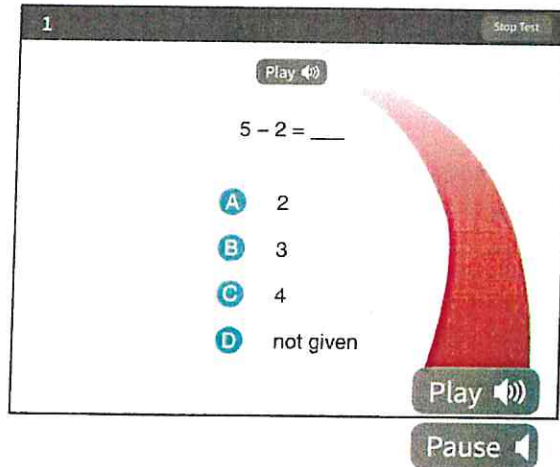 1
Stop Test
Play
5 – 2 = ___
A 2
B 3
C 4
D not given
Play
Pause